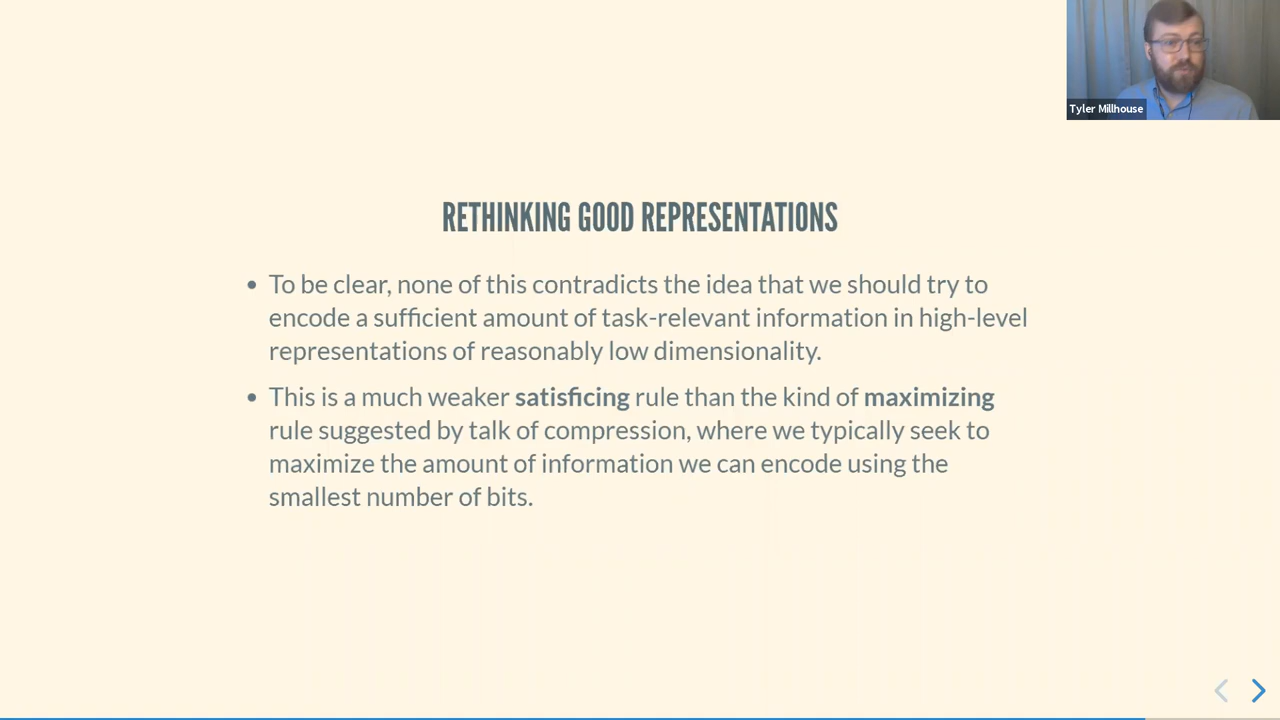 Tyler Millhouse
RETHINKING GOOD REPRESENTATIONS
• To be clear, none of this contradicts the idea that we should try to
encode a sufficient amount of task-relevant information in high-level
representations of reasonably low dimensionality.
• This is a much weaker satisficing rule than the kind of maximizing
rule suggested by talk of compression, where we typically seek to
maximize the amount of information we can encode using the
smallest number of bits.